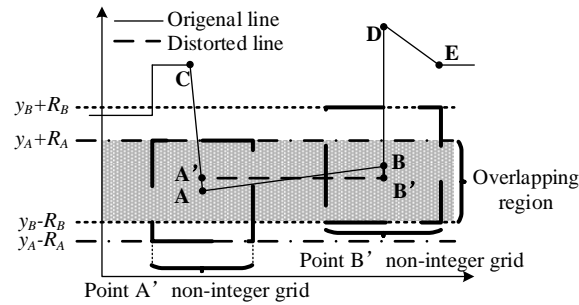 Origenal line
Distorted line
D
E
C
y_B+R_B
y_A+R_A
A'
A
B
B'
Overlapping region
y_B-R_B
y_A-R_A
Point A' non-integer grid
Point B' non-integer grid